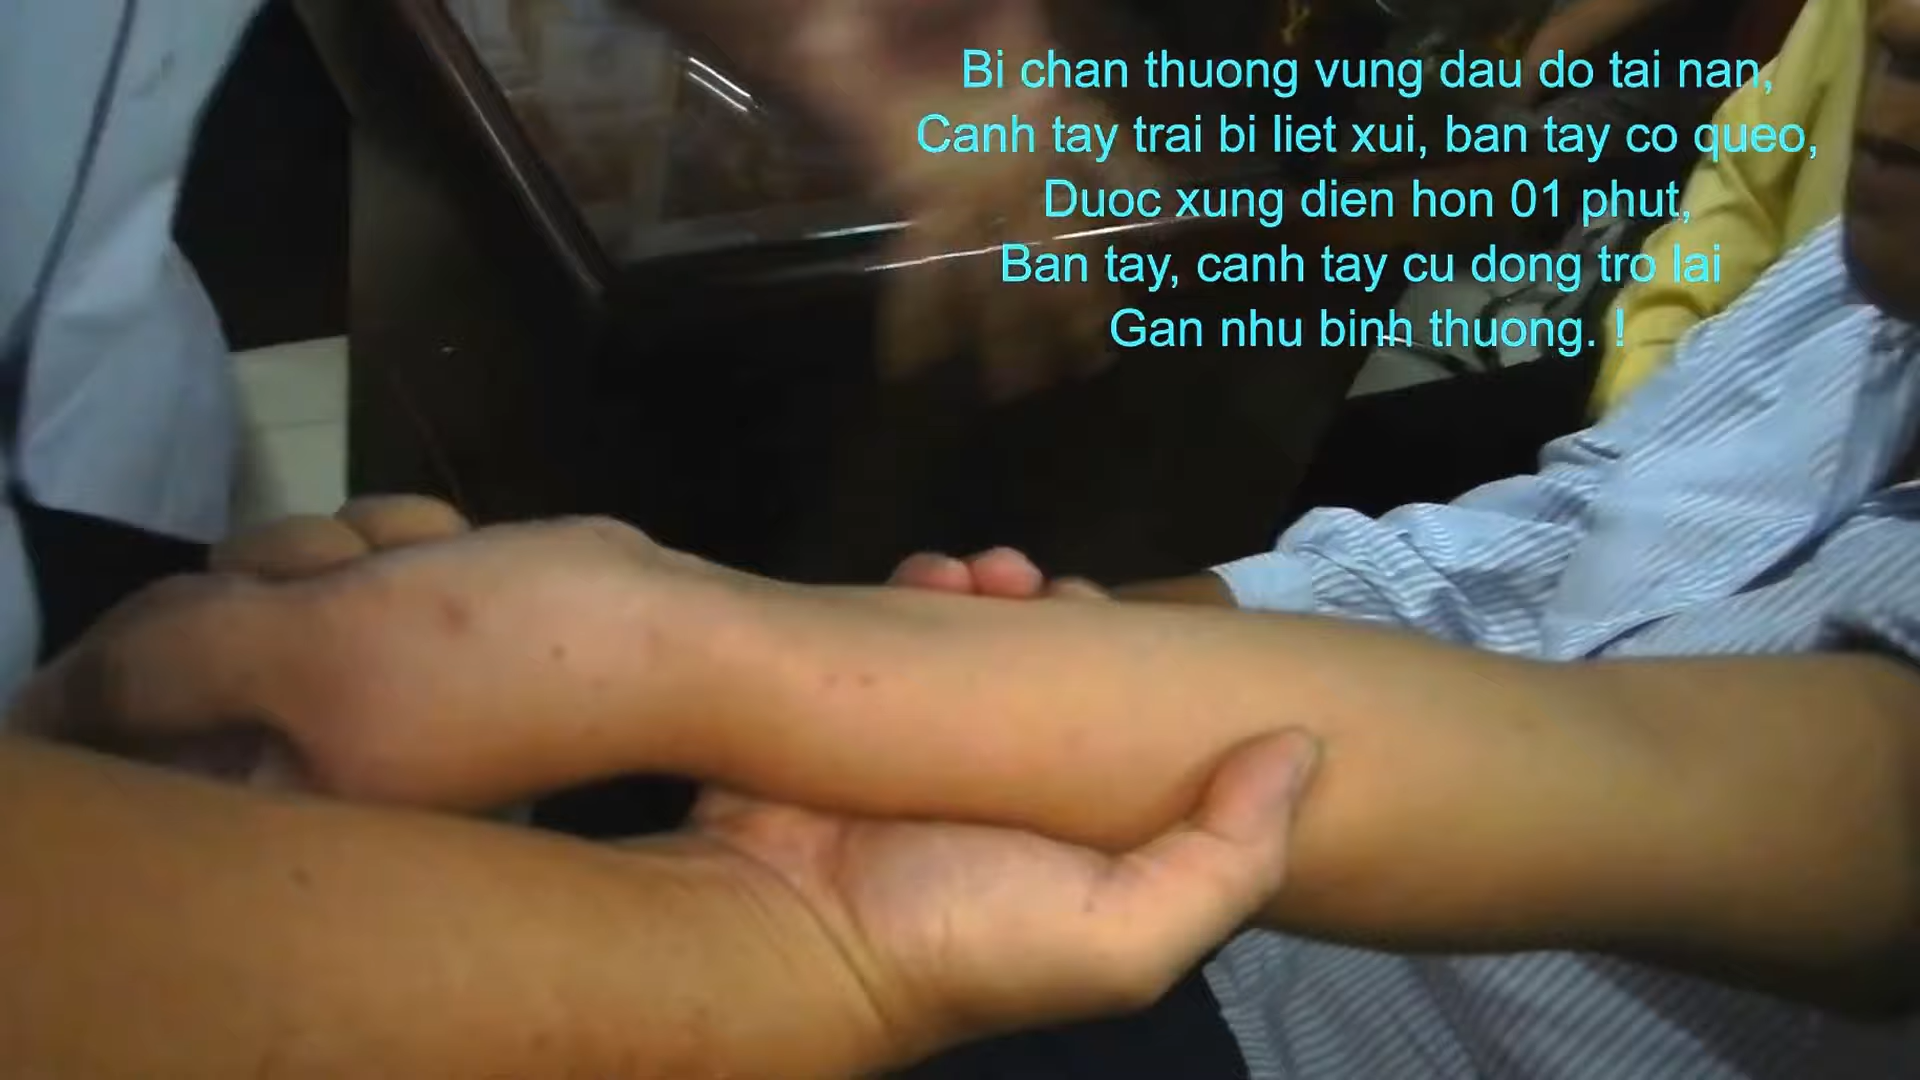 Bi chan thuong vung dau do tai nan,
Canh tay trai bi liet xui, ban tay co queo,
Duoc xung dien hon 01 phut,
Ban tay, canh tay cu dong tro lai
Gan nhu binh thuong. !